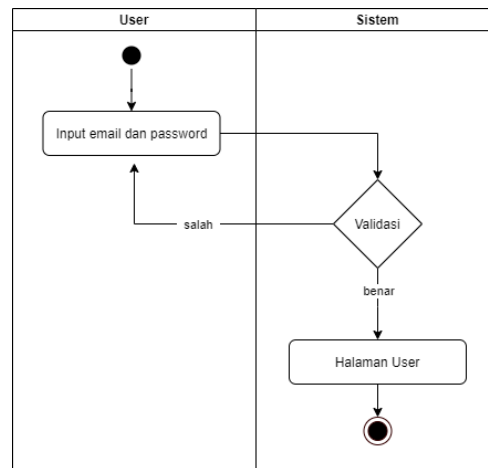 User
Sistem
Input email dan password
Validasi
salah
benar
Halaman User